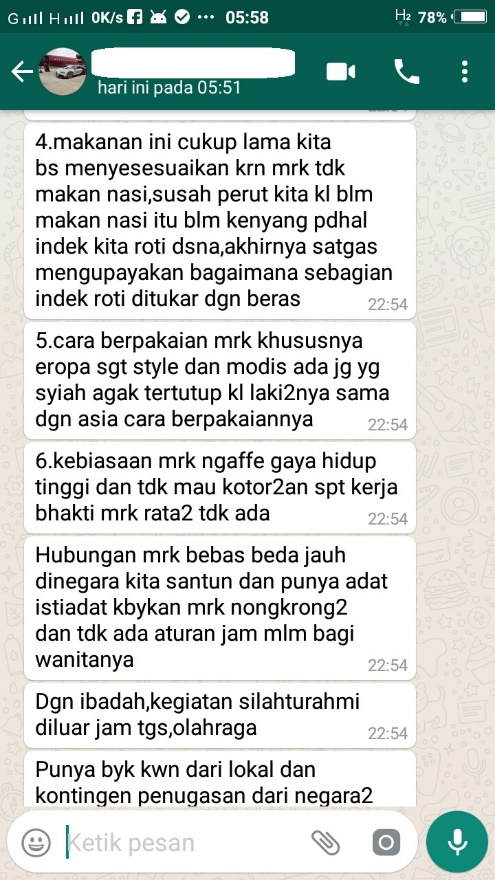 G H 0K/s ... 05:58 H₂ 78%
hari ini pada 05:51
4.makanan ini cukup lama kita
bs menyesesuaikan krn mrk tdk
makan nasi,susah perut kita kl blm
makan nasi itu blm kenyang pdhal
indek kita roti dsna,akhirnya satgas
mengupayakan bagaimana sebagian
indek roti ditukar dgn beras
22:54
5.cara berpakaian mrk khususnya
eropa sgt style dan modis ada jg yg
syiah agak tertutup kl laki2nya sama
dgn asia cara berpakaiannya
22:54
6.kebiasaan mrk ngaffe gaya hidup
tinggi dan tdk mau kotor2an spt kerja
bhakti mrk rata2 tdk ada
22:54
Hubungan mrk bebas beda jauh
dinegara kita santun dan punya adat
istiadat kbykan mrk nongkrong2
dan tdk ada aturan jam mlm bagi
wanitanya
22:54
Dgn ibadah,kegiatan silahturahmi
diluar jam tgs,olahraga
22:54
Punya byk kwn dari lokal dan
kontingen penugasan dari negara2
Ketik pesan